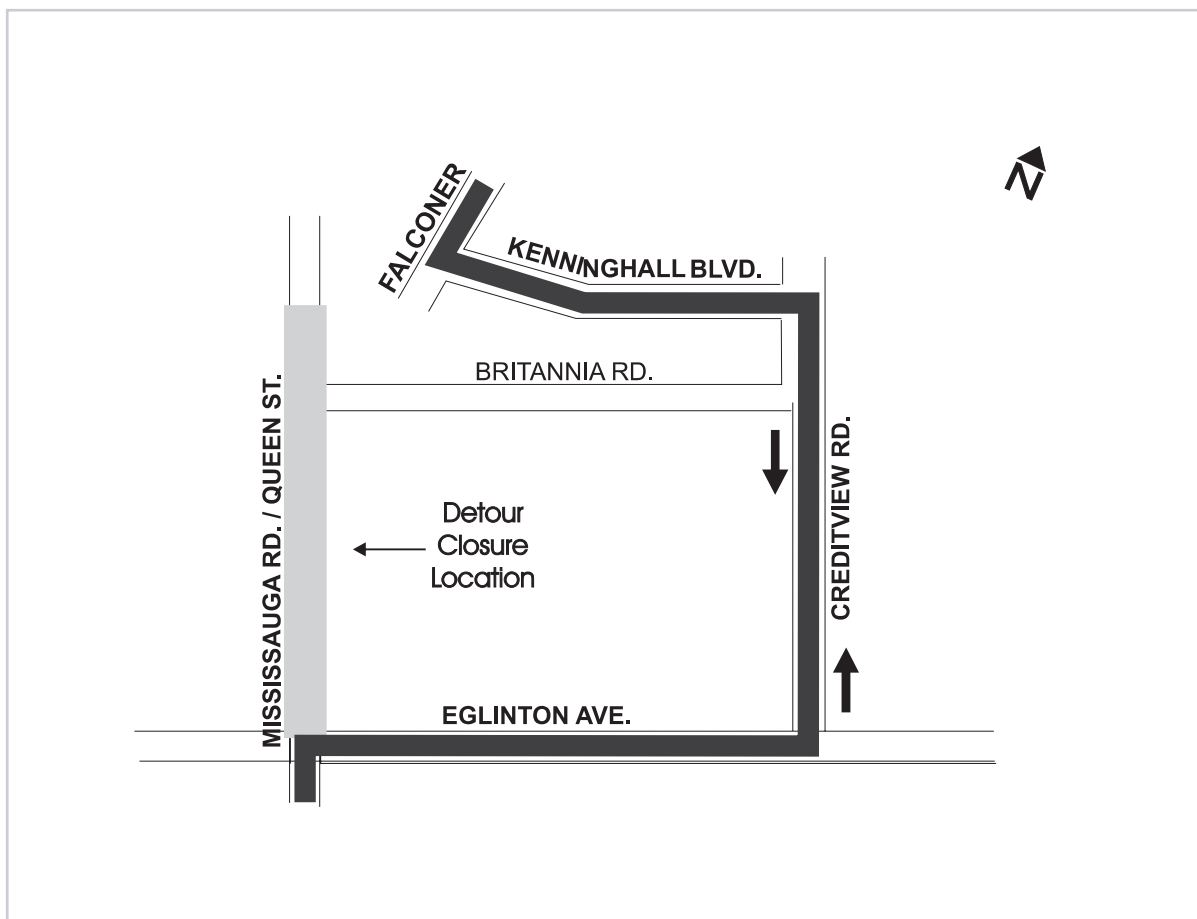 FALCONER
N
KENNINGHALL BLVD.
BRITANNIA RD.
MISSISSAUGA RD. / QUEEN ST.
CREDITVIEW RD.
Detour
Closure
Location
EGLINTON AVE.